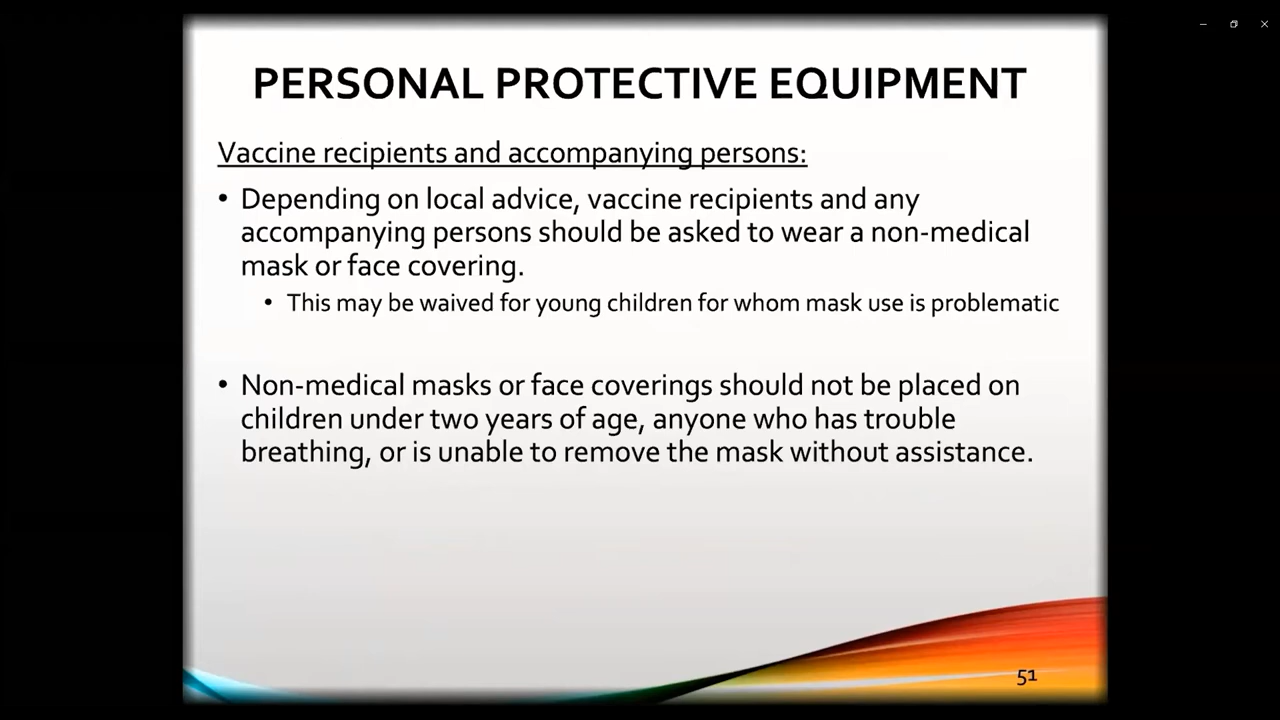 PERSONAL PROTECTIVE EQUIPMENT
Vaccine recipients and accompanying persons:
• Depending on local advice, vaccine recipients and any
accompanying persons should be asked to wear a non-medical
mask or face covering.
• This may be waived for young children for whom mask use is problematic
• Non-medical masks or face coverings should not be placed on
children under two years of age, anyone who has trouble
breathing, or is unable to remove the mask without assistance.
51